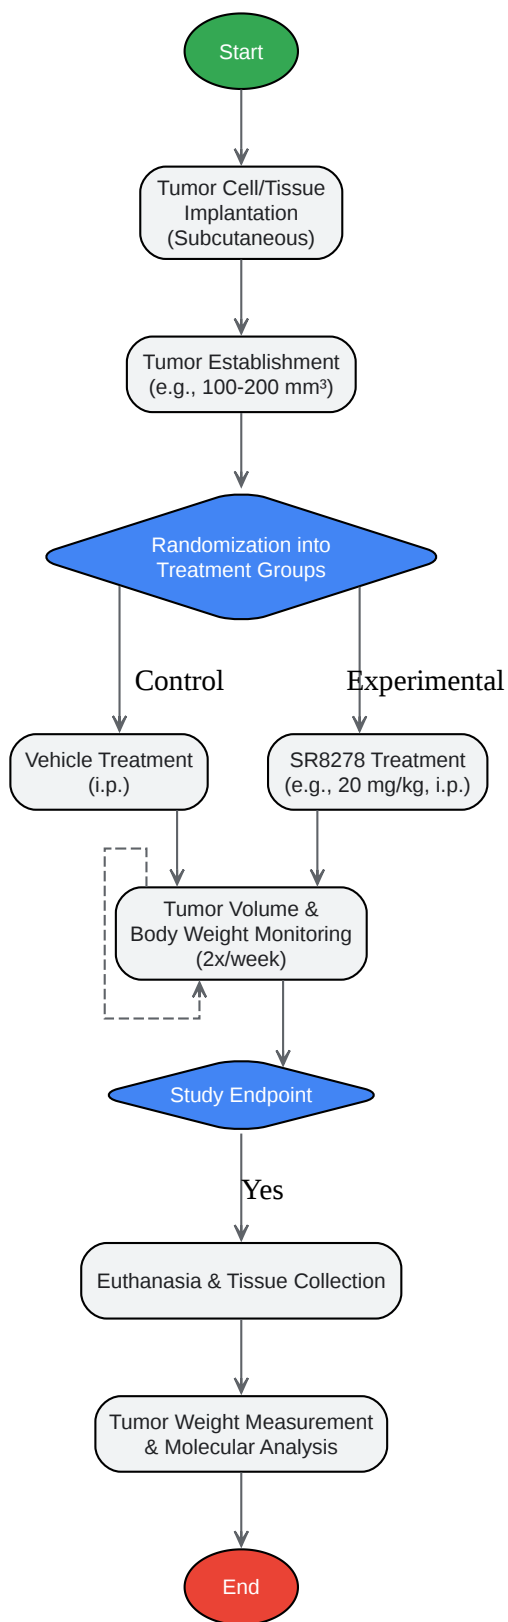 Start
Tumor Cell/Tissue
Implantation
(Subcutaneous)
Tumor Establishment
(e.g., 100-200 mm³)
Randomization into
Treatment Groups
Control
Experimental
Vehicle Treatment
(i.p.)
SR8278 Treatment
(e.g., 20 mg/kg, i.p.)
Tumor Volume &
Body Weight Monitoring
(2x/week)
Study Endpoint
Yes
Euthanasia & Tissue Collection
Tumor Weight Measurement
& Molecular Analysis
End